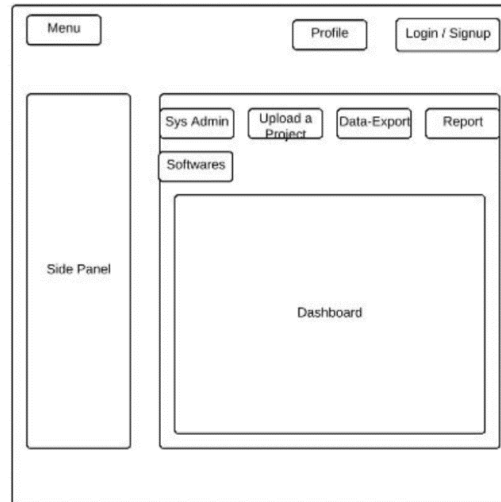 Menu
Profile
Login / Signup
Sys Admin
Upload a
Project
Data-Export
Report
Softwares
Side Panel
Dashboard